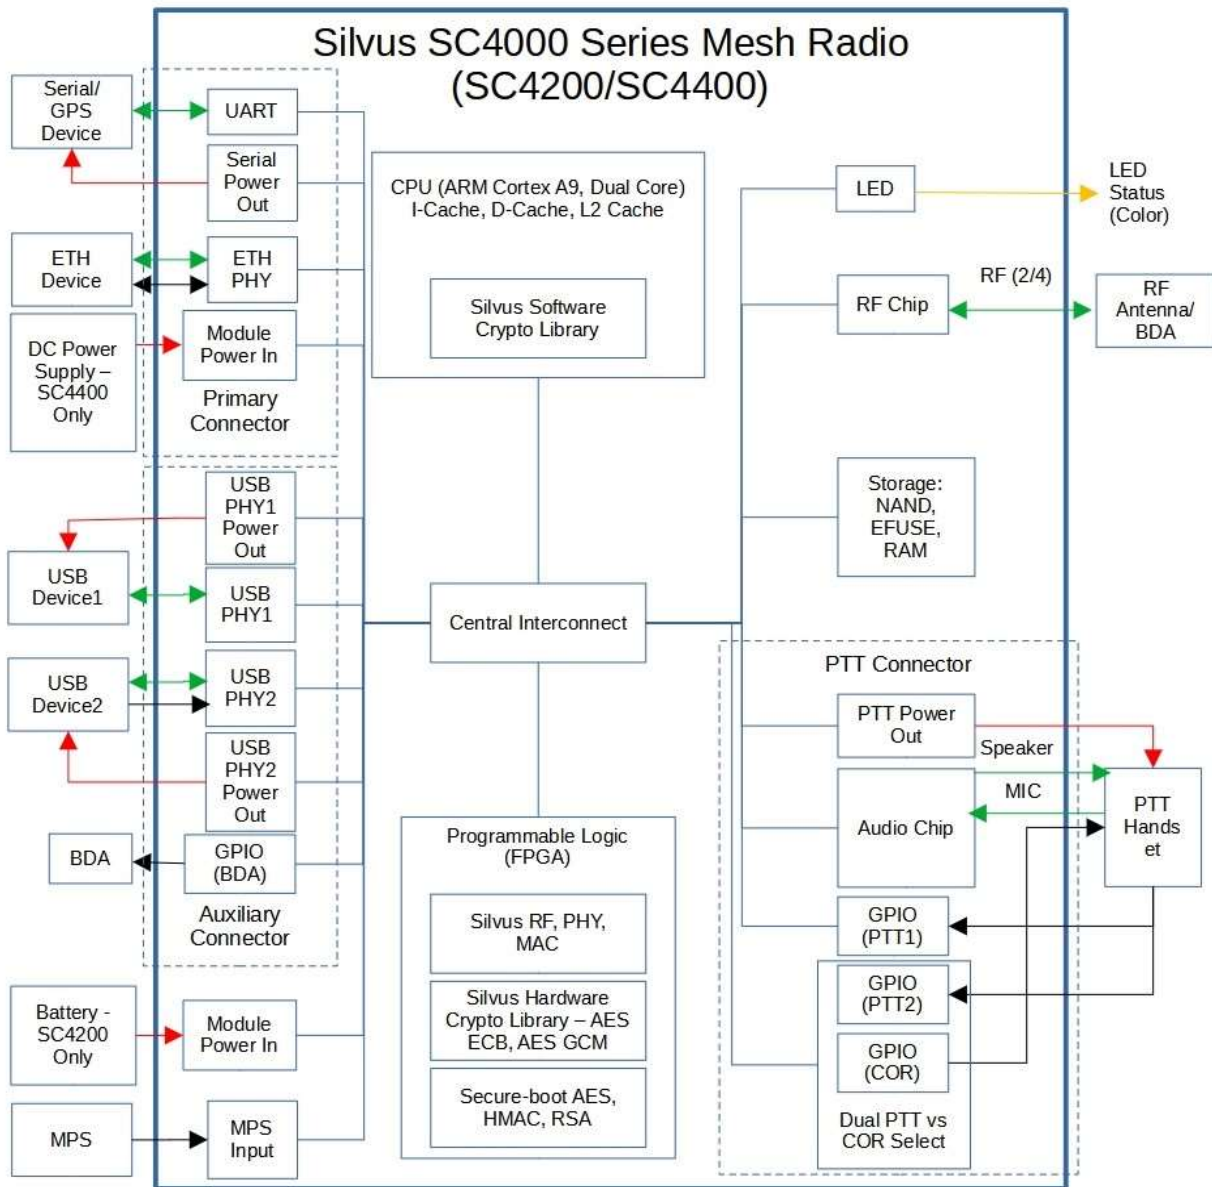 Silvus SC4000 Series Mesh Radio
(SC4200/SC4400)
Serial/
GPS
Device
UART
Serial
Power
Out
ETH
Device
ETH
PHY
DC Power
Supply –
SC4400
Only
Module
Power In
Primary
Connector
USB
PHY1
Power
Out
USB
Device1
USB
PHY1
USB
Device2
USB
PHY2
USB
PHY2
Power
Out
BDA
GPIO
(BDA)
Auxiliary
Connector
Battery -
SC4200
Only
Module
Power In
MPS
MPS
Input
CPU (ARM Cortex A9, Dual Core)
I-Cache, D-Cache, L2 Cache
Silvus Software
Crypto Library
Central Interconnect
Programmable Logic
(FPGA)
Silvus RF, PHY,
MAC
Silvus Hardware
Crypto Library – AES
ECB, AES GCM
Secure-boot AES,
HMAC, RSA
LED
LED
Status
(Color)
RF Chip
RF (2/4)
RF
Antenna/
BDA
Storage:
NAND,
EFUSE,
RAM
PTT Connector
PTT Power
Out
Speaker
MIC
Audio Chip
PTT
Hands
et
GPIO
(PTT1)
GPIO
(PTT2)
GPIO
(COR)
Dual PTT vs
COR Select